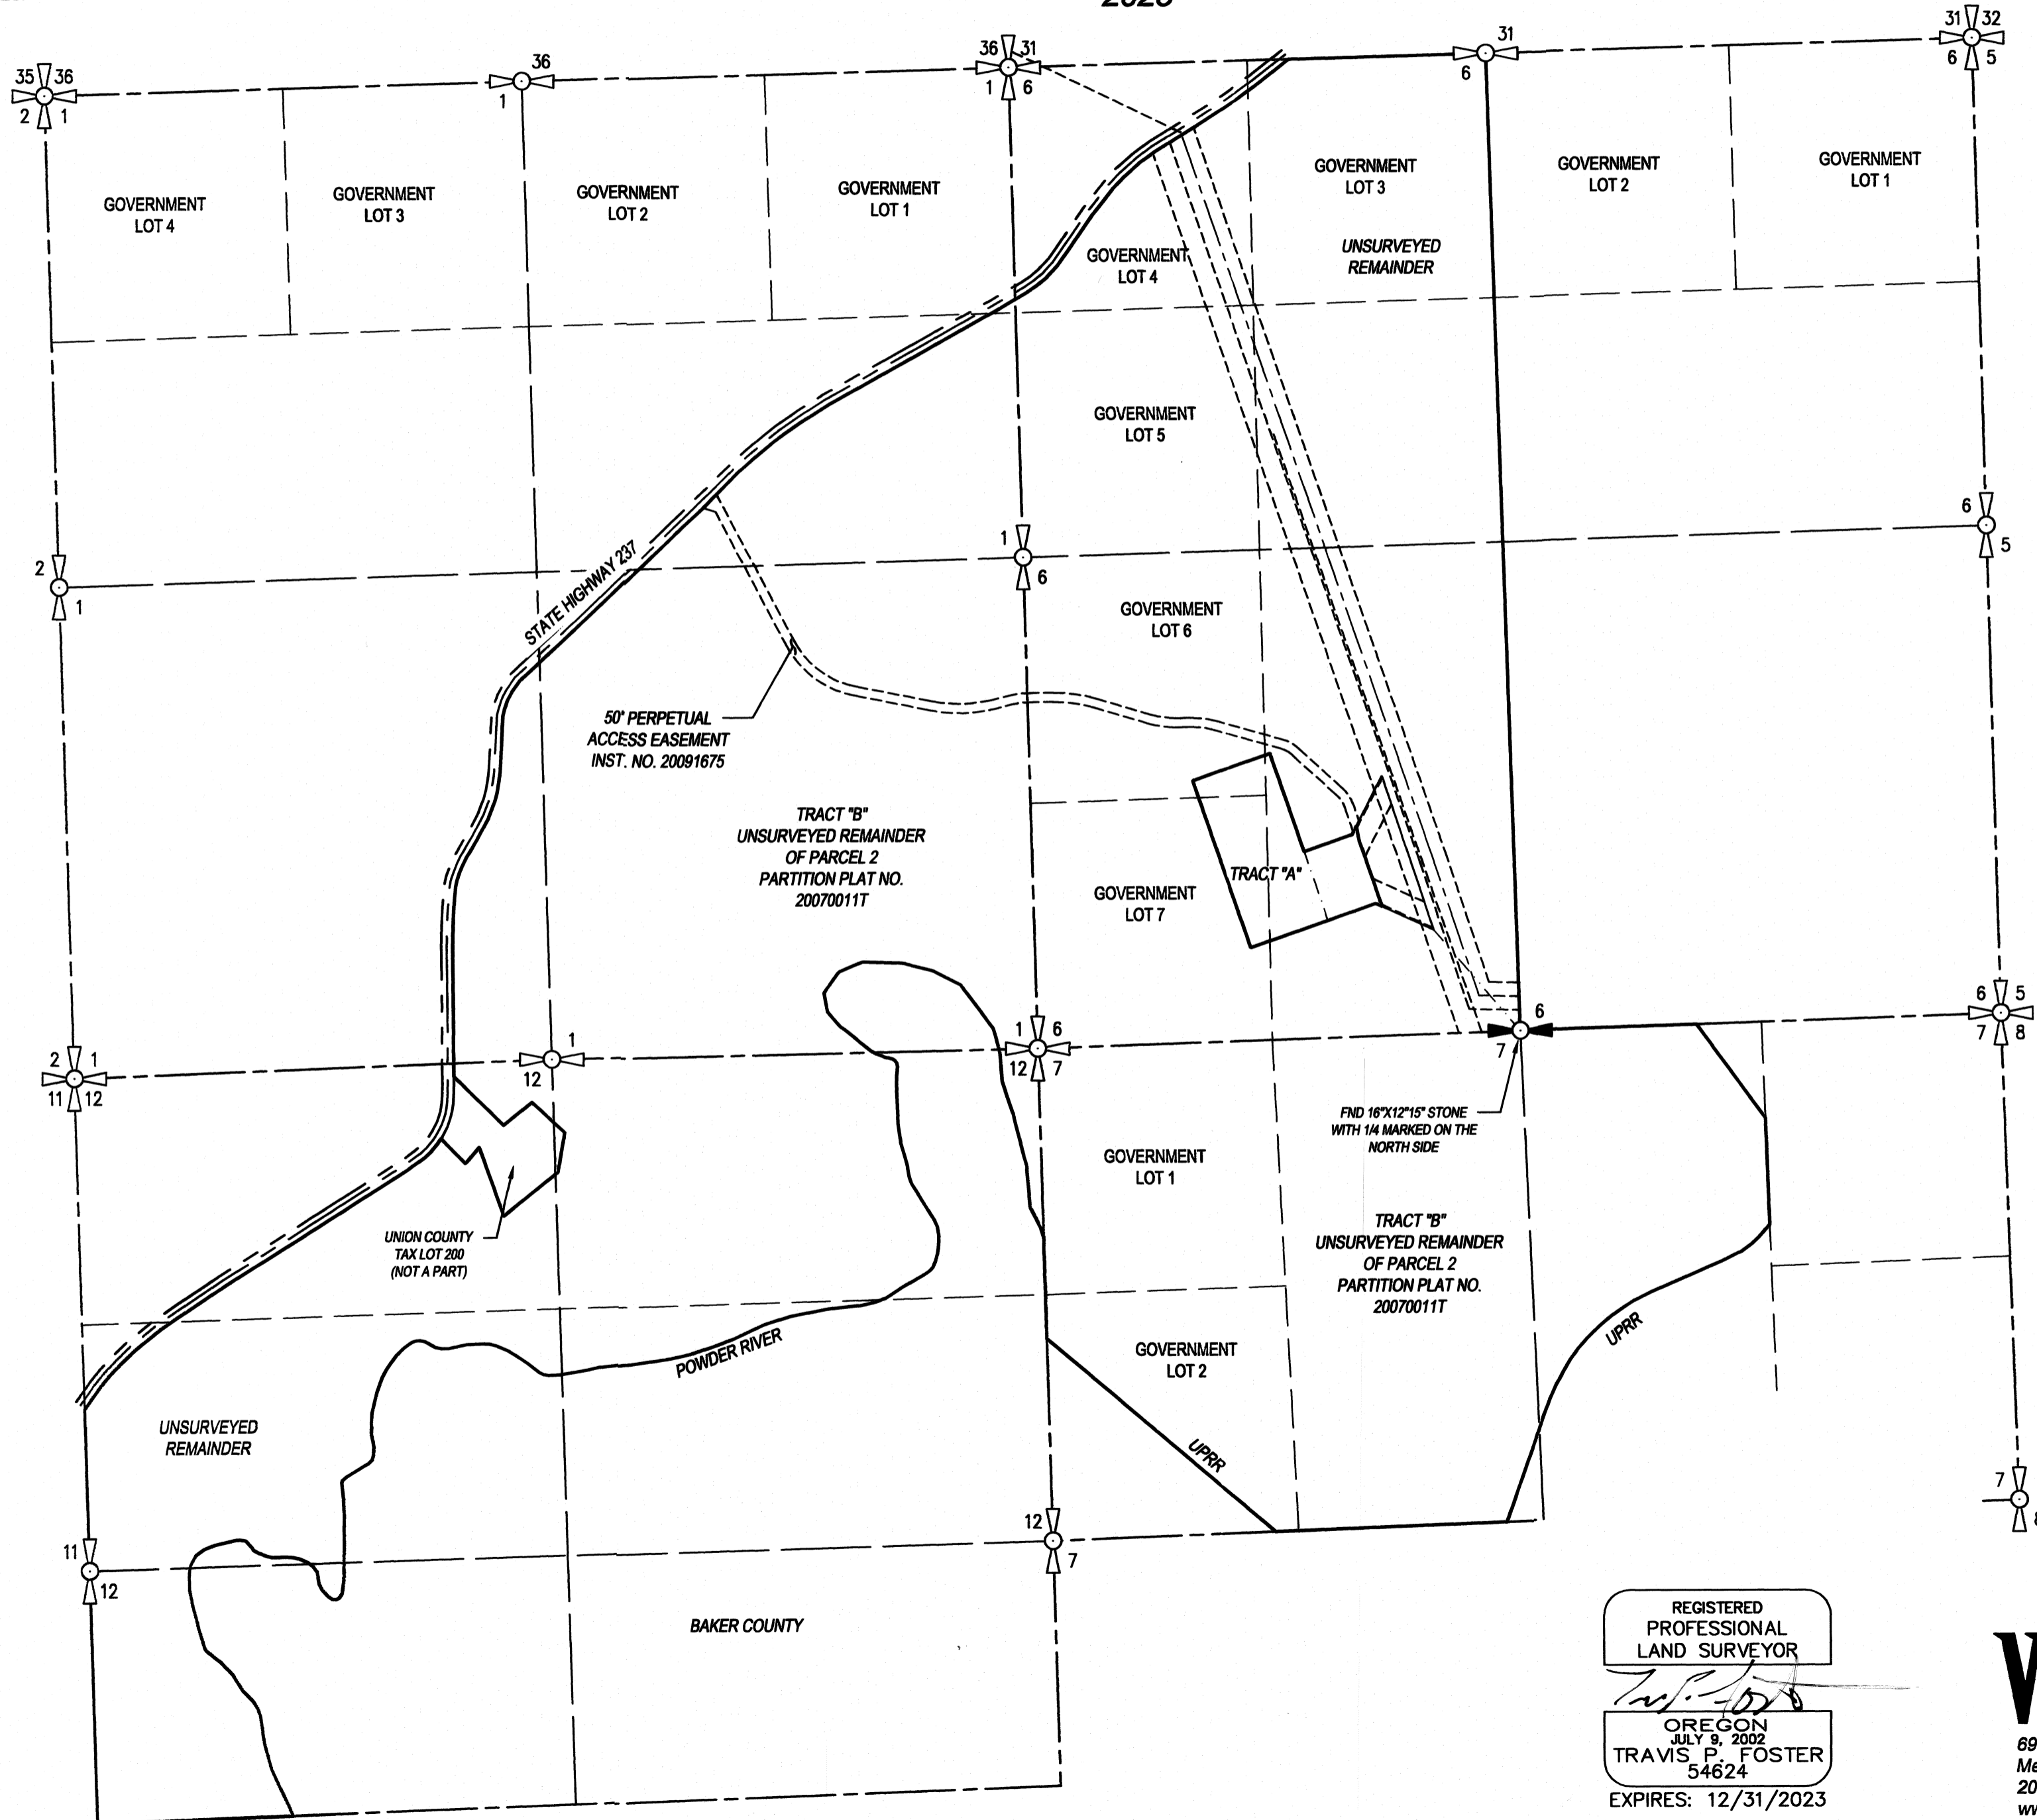 36
31
31
31 32
35 36
36 31
6
6 5
2 1
1
1 6
GOVERNMENT
LOT 4
GOVERNMENT
LOT 3
GOVERNMENT
LOT 2
GOVERNMENT
LOT 1
GOVERNMENT
LOT 3
GOVERNMENT
LOT 2
GOVERNMENT
LOT 1
GOVERNMENT
LOT 4
UNSURVEYED
REMAINDER
GOVERNMENT
LOT 5
6
5
2
1
1
6
STATE HIGHWAY 237
GOVERNMENT
LOT 6
50' PERPETUAL
ACCESS EASEMENT
INST. NO. 20091675
TRACT "B"
UNSURVEYED REMAINDER
OF PARCEL 2
PARTITION PLAT NO.
20070011T
TRACT "A"
GOVERNMENT
LOT 7
2 1
11 12
1
12
1 6
12 7
6
7
6 5
7 8
FND 16"X12"15" STONE
WITH 1/4 MARKED ON THE
NORTH SIDE
GOVERNMENT
LOT 1
UNION COUNTY
TAX LOT 200
(NOT A PART)
TRACT "B"
UNSURVEYED REMAINDER
OF PARCEL 2
PARTITION PLAT NO.
20070011T
POWDER RIVER
GOVERNMENT
LOT 2
UPRR
UNSURVEYED
REMAINDER
UPRR
11
12
12
7
7
BAKER COUNTY
REGISTERED
PROFESSIONAL
LAND SURVEYOR
OREGON
JULY 9, 2002
TRAVIS P. FOSTER
54624
EXPIRES: 12/31/2023
69
Me
20
ww